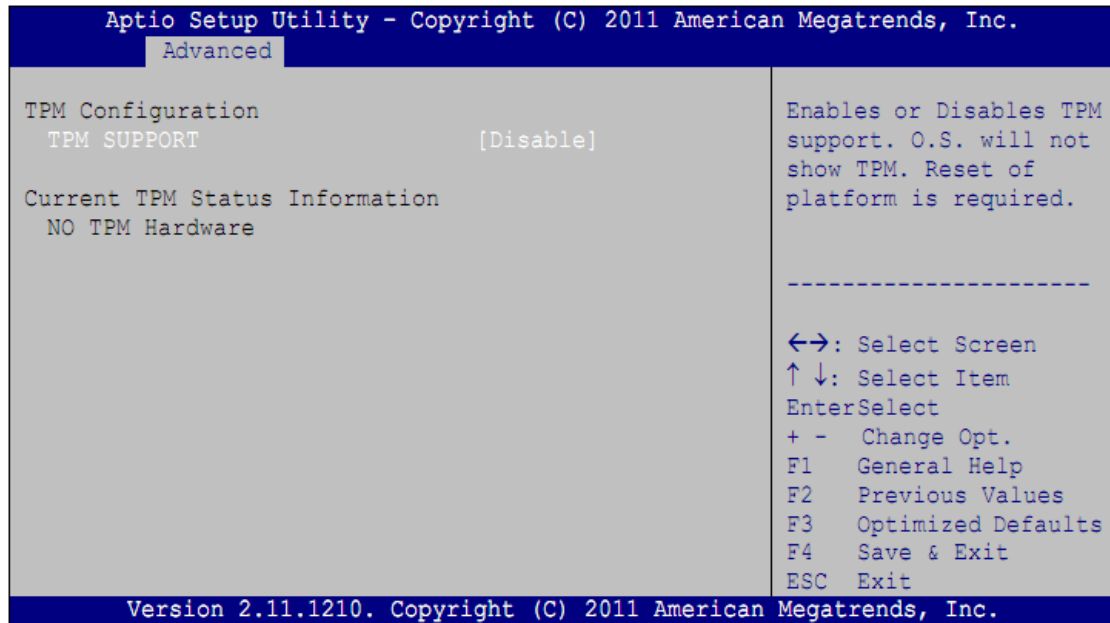 Aptio Setup Utility - Copyright (C) 2011 American Megatrends, Inc.
Advanced
TPM Configuration
TPM SUPPORT [Disable]
Current TPM Status Information
NO TPM Hardware
Enables or Disables TPM
support. O.S. will not
show TPM. Reset of
platform is required.
-----------------------
←→: Select Screen
↑ ↓: Select Item
EnterSelect
+ - Change Opt.
F1 General Help
F2 Previous Values
F3 Optimized Defaults
F4 Save & Exit
ESC Exit
Version 2.11.1210. Copyright (C) 2011 American Megatrends, Inc.